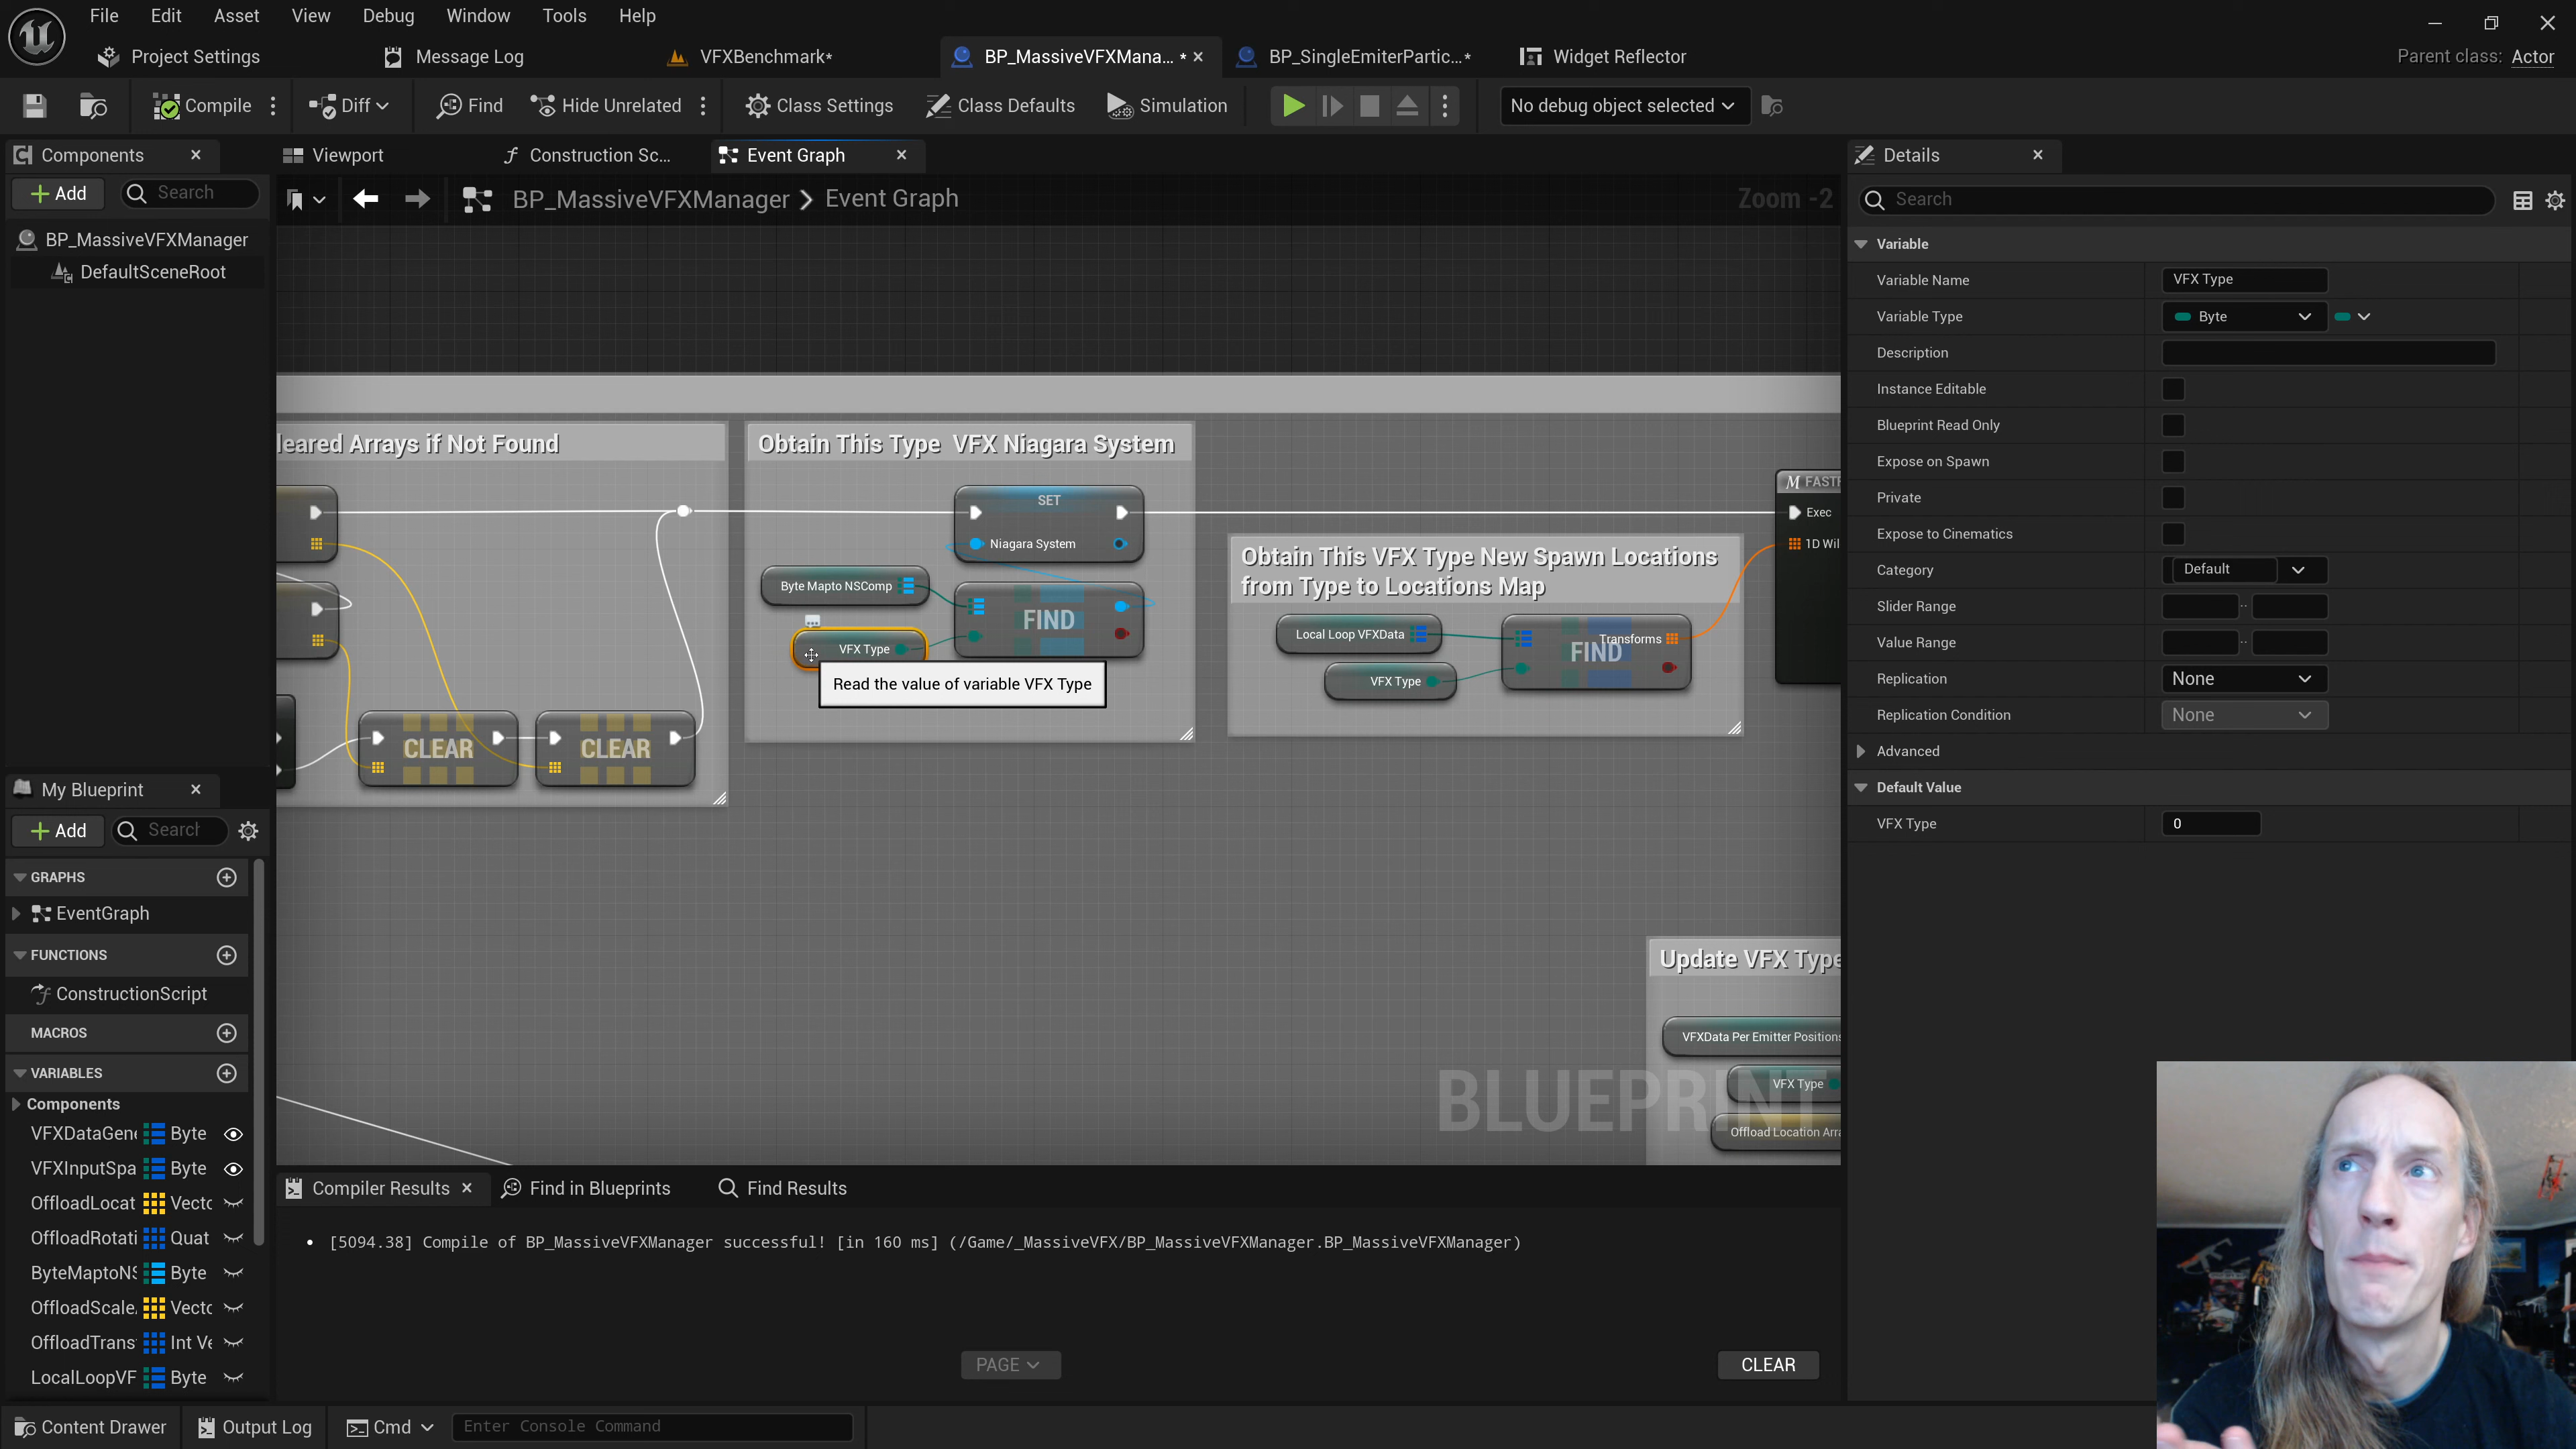 File Edit Asset View Debug Window Tools Help
Project Settings
Message Log
VFXBenchmark*
BP_MassiveVFXMana... *
BP_SingleEmiterPartic...*
Widget Reflector
Parent class: Actor
Compile
Diff
Find
Hide Unrelated
Class Settings
Class Defaults
Simulation
No debug object selected
Components
Add
Search
BP_MassiveVFXManager
DefaultSceneRoot
Viewport
Construction Sc...
Event Graph
BP_MassiveVFXManager > Event Graph
Zoom -2
leared Arrays if Not Found
CLEAR
CLEAR
Obtain This Type VFX Niagara System
SET
Niagara System
Byte Mapto NSComp
FIND
VFX Type
Read the value of variable VFX Type
Obtain This VFX Type New Spawn Locations
from Type to Locations Map
Local Loop VFXData
VFX Type
Transforms
FIND
FASTF
Exec
1D Wil
Update VFX Type
VFXData Per Emitter Positions
VFX Type
Offload Location Arra
BLUEPRINT
My Blueprint
Add
Search
GRAPHS
EventGraph
FUNCTIONS
ConstructionScript
MACROS
VARIABLES
Components
VFXDataGen Byte
VFXInputSpa Byte
OffloadLocat Vecto
OffloadRotati Quat
ByteMaptoNS Byte
OffloadScale Vecto
OffloadTrans Int Ve
LocalLoopVF Byte
Compiler Results
Find in Blueprints
Find Results
• [5094.38] Compile of BP_MassiveVFXManager successful! [in 160 ms] (/Game/_MassiveVFX/BP_MassiveVFXManager.BP_MassiveVFXManager)
PAGE
CLEAR
Details
Search
Variable
Variable Name VFX Type
Variable Type Byte
Description
Instance Editable
Blueprint Read Only
Expose on Spawn
Private
Expose to Cinematics
Category Default
Slider Range
Value Range
Replication None
Replication Condition None
Advanced
Default Value
VFX Type 0
Content Drawer
Output Log
Cmd
Enter Console Command